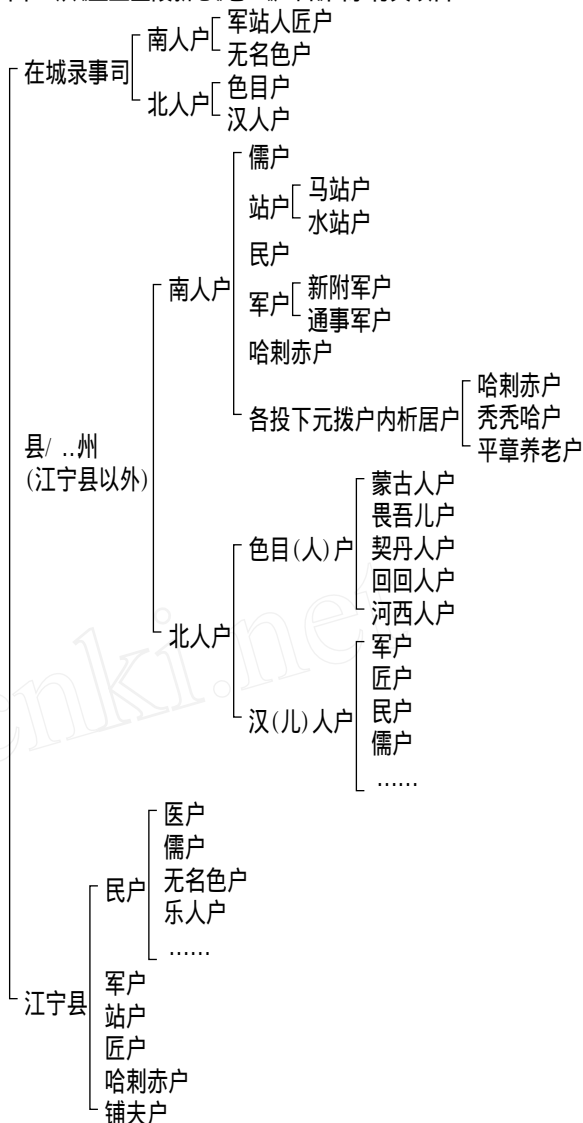 在城录事司
南人户
军站人匠户
无名色户
北人户
色目户
汉人户
县/ ..州
(江宁县以外)
南人户
儒户
站户
马站户
水站户
民户
军户
新附军户
通事军户
哈剌赤户
各投下元拨户内析居户
哈剌赤户
秃秃哈户
平章养老户
北人户
色目(人)户
蒙古人户
畏吾儿户
契丹人户
回回人户
河西人户
汉(儿)人户
军户
匠户
民户
儒户
……
江宁县
民户
医户
儒户
无名色户
乐人户
……
军户
站户
匠户
哈剌赤户
铺夫户